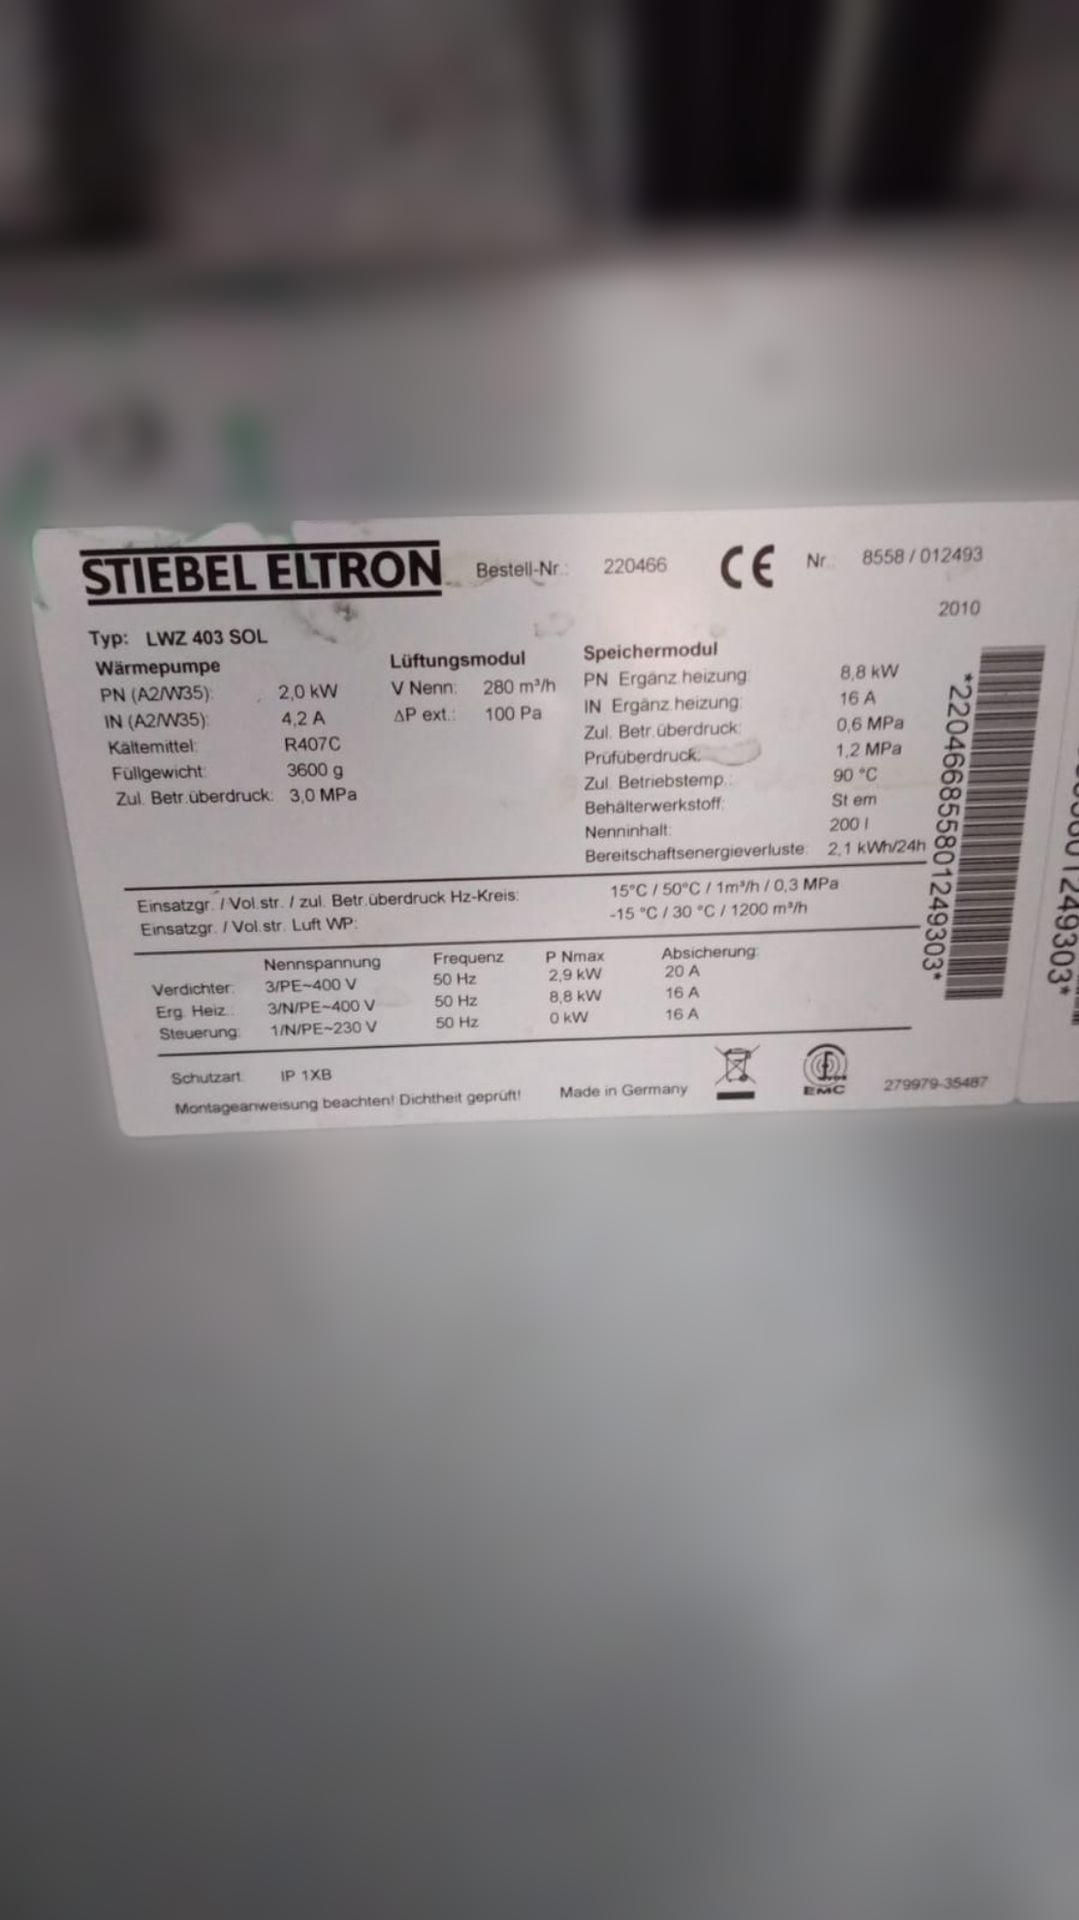 STIEBEL ELTRON Bestell-Nr.: 220466 CE Nr.: 8558 / 012493
2010
Typ: LWZ 403 SOL
Wärmepumpe
PN (A2/W35): 2,0 kW
IN (A2/W35): 4,2 A
Kältemittel: R407C
Füllgewicht: 3600 g
Zul. Betr.überdruck: 3,0 MPa
Lüftungsmodul
V Nenn: 280 m³/h
ΔP ext.: 100 Pa
Speichermodul
PN Ergänz.heizung: 8,8 kW
IN Ergänz.heizung: 16 A
Zul. Betr.überdruck: 0,6 MPa
Prüfüberdruck: 1,2 MPa
Zul. Betriebstemp.: 90 °C
Behälterwerkstoff: St em
Nenninhalt: 200 l
Bereitschaftsenergieverluste: 2,1 kWh/24h
*220466855801249303*
Einsatzgr. / Vol.str. / zul. Betr.überdruck Hz-Kreis: 15°C / 50°C / 1m³/h / 0,3 MPa
Einsatzgr. / Vol.str. Luft WP: -15 °C / 30 °C / 1200 m³/h
Nennspannung Frequenz P Nmax Absicherung:
Verdichter: 3/PE~400 V 50 Hz 2,9 kW 20 A
Erg. Heiz.: 3/N/PE~400 V 50 Hz 8,8 kW 16 A
Steuerung: 1/N/PE~230 V 50 Hz 0 kW 16 A
Schutzart: IP 1XB
Montageanweisung beachten! Dichtheit geprüft! Made in Germany EMC 279979-35487